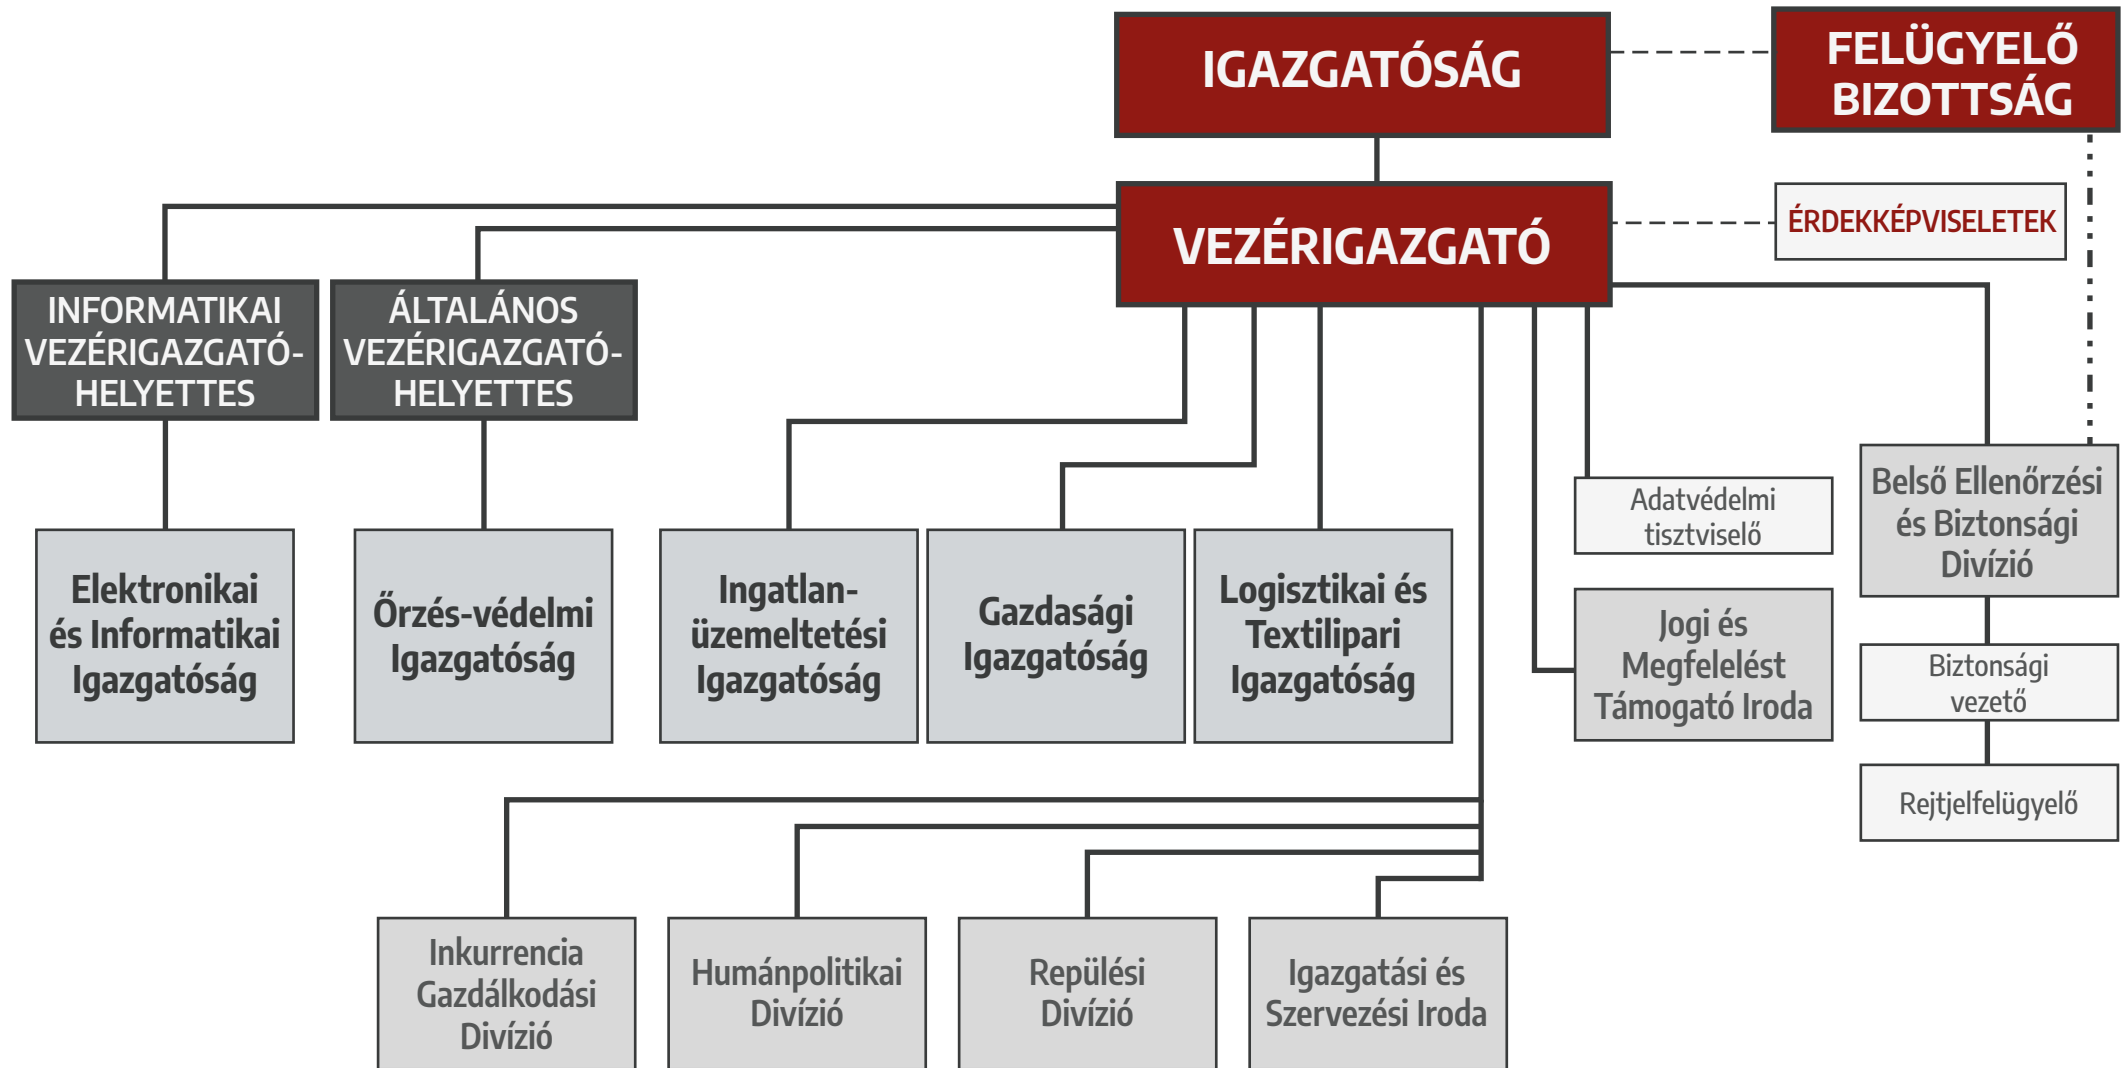 IGAZGATÓSÁG
FELÜGYELŐ
BIZOTTSÁG
VEZÉRIGAZGATÓ
ÉRDEKKÉPVISELETEK
INFORMATIKAI
VEZÉRIGAZGATÓ-
HELYETTES
ÁLTALÁNOS
VEZÉRIGAZGATÓ-
HELYETTES
Elektronikai
és Informatikai
Igazgatóság
Őrzés-védelmi
Igazgatóság
Ingatlan-
üzemeltetési
Igazgatóság
Gazdasági
Igazgatóság
Logisztikai és
Textilipari
Igazgatóság
Adatvédelmi
tisztviselő
Jogi és
Megfelelést
Támogató Iroda
Belső Ellenőrzési
és Biztonsági
Divízió
Biztonsági
vezető
Rejtjelfelügyelő
Inkurrencia
Gazdálkodási
Divízió
Humánpolitikai
Divízió
Repülési
Divízió
Igazgatási és
Szervezési Iroda